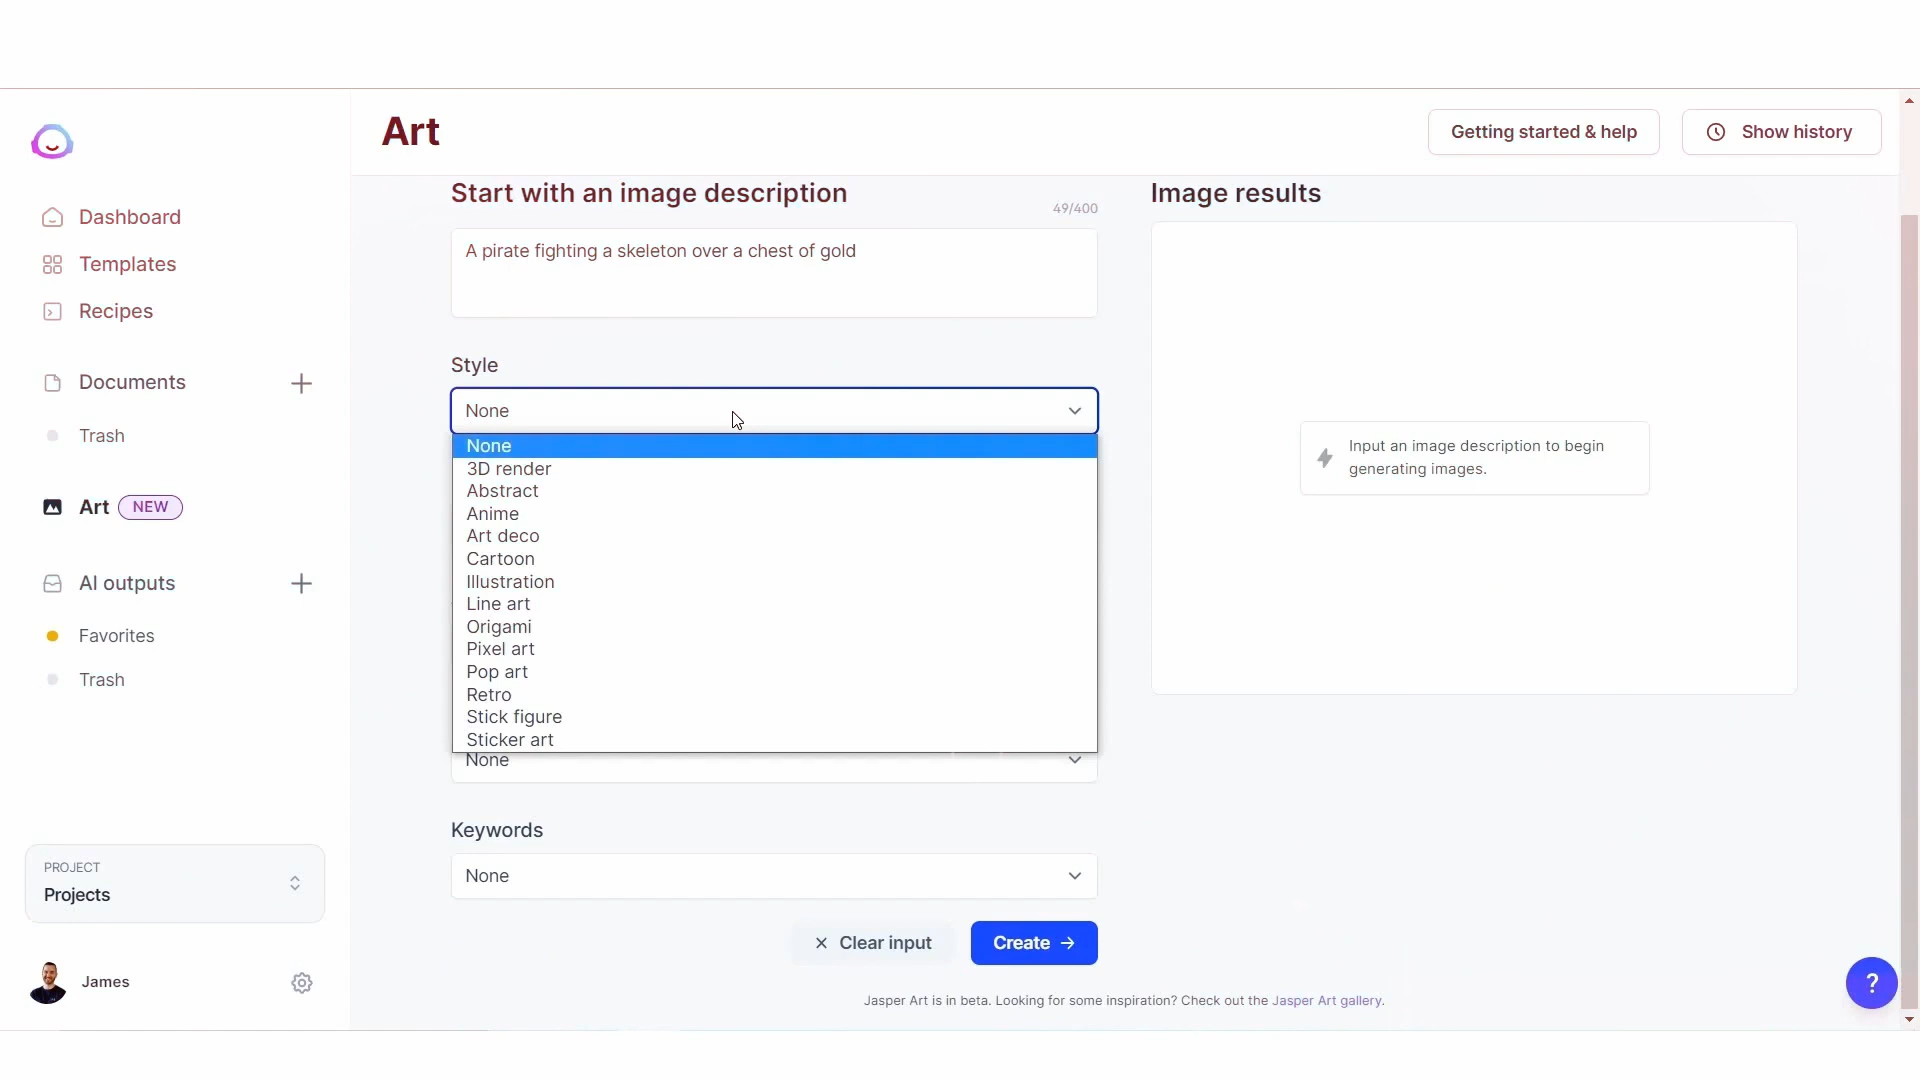 Art
Getting started & help
Show history
Dashboard
Templates
Recipes
Documents
Trash
Art NEW
AI outputs
Favorites
Trash
PROJECT
Projects
James
Start with an image description
49/400
A pirate fighting a skeleton over a chest of gold
Style
None
None
3D render
Abstract
Anime
Art deco
Cartoon
Illustration
Line art
Origami
Pixel art
Pop art
Retro
Stick figure
Sticker art
None
Keywords
None
Clear input
Create
Image results
Input an image description to begin
generating images.
Jasper Art is in beta. Looking for some inspiration? Check out the Jasper Art gallery.
?